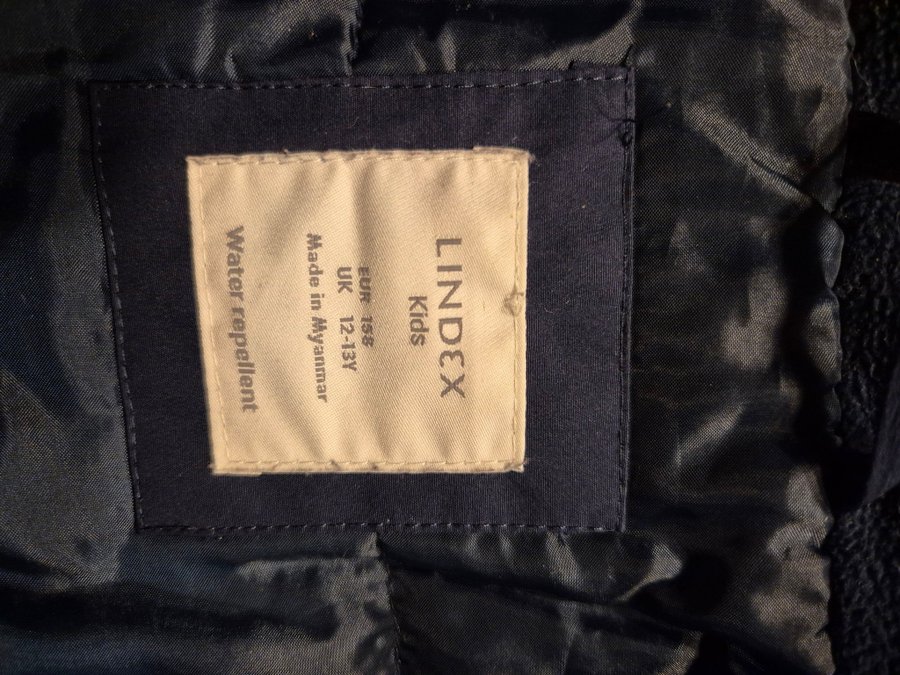 LINDEX
Kids
EUR 158
UK 12-13Y
Made in Myanmar
Water repellent